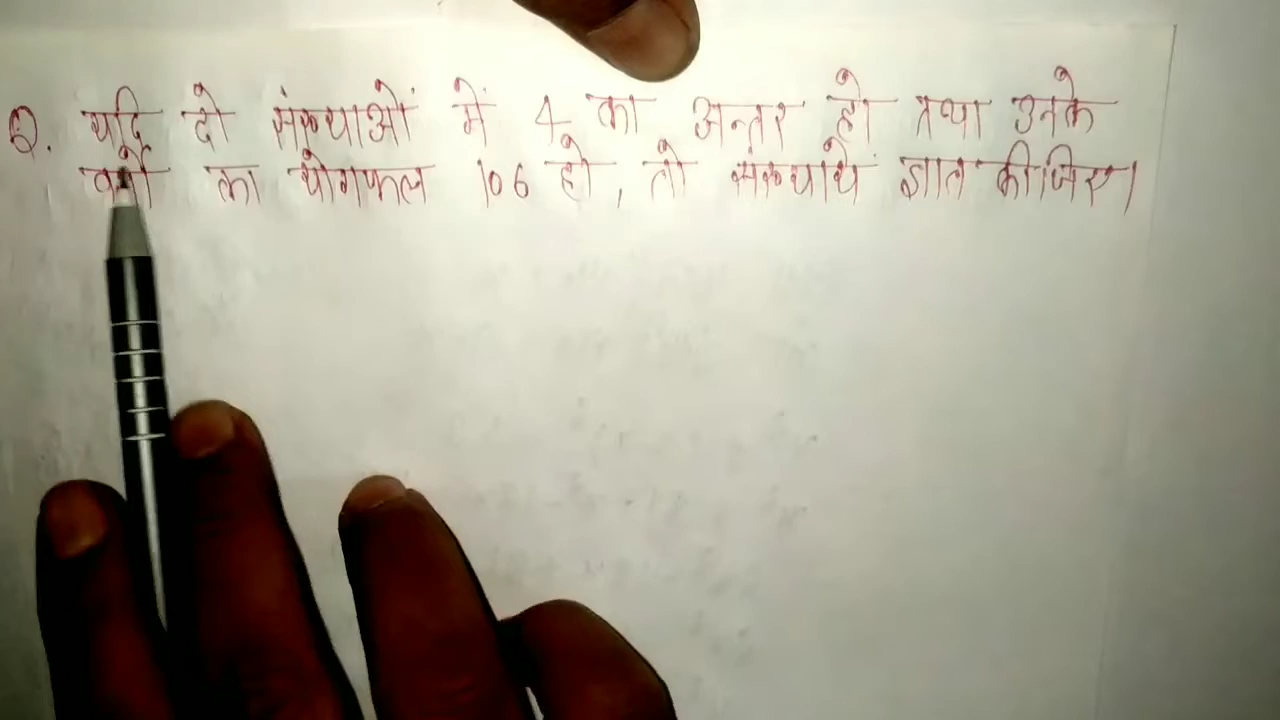 Q. यदि दो संख्याओं में 4 का अन्तर हो तथा उनके
वर्गों का योगफल 106 हो, तो संख्यायें ज्ञात कीजिए।